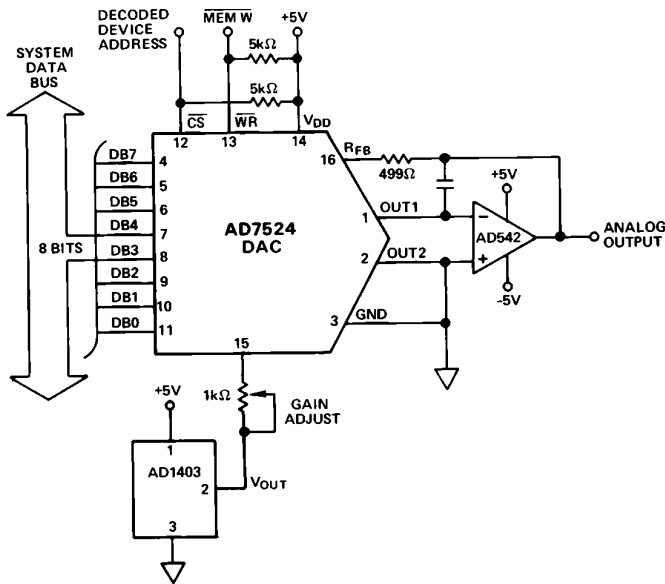 DECODED
DEVICE
ADDRESS
MEM W
+5V
5kΩ
5kΩ
SYSTEM
DATA
BUS
CS
WR
VDD
12
13
14
DB7 4
DB6 5
DB5 6
DB4 7
DB3 8
DB2 9
DB1 10
DB0 11
8 BITS
AD7524
DAC
16
RFB
499Ω
1
OUT1
2
OUT2
3
GND
+5V
−
AD542
+
-5V
ANALOG
OUTPUT
15
1kΩ
GAIN
ADJUST
+5V
1
AD1403
2
VOUT
3